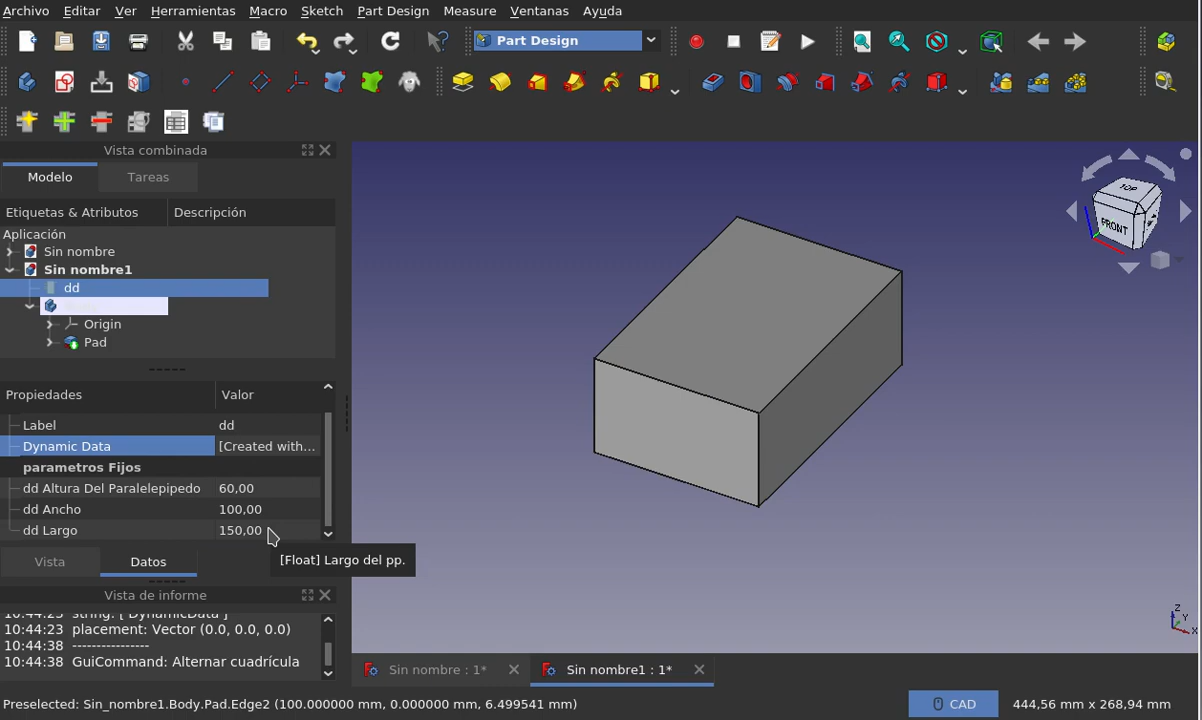 Archivo Editar Ver Herramientas Macro Sketch Part Design Measure Ventanas Ayuda
Part Design
Vista combinada
Modelo Tareas
Etiquetas & Atributos Descripción
Aplicación
Sin nombre
Sin nombre1
dd
Origin
Pad
Propiedades Valor
Label dd
Dynamic Data [Created with...
parametros Fijos
dd Altura Del Paralelepipedo 60,00
dd Ancho 100,00
dd Largo 150,00
[Float] Largo del pp.
Vista Datos
Vista de informe
10:44:23 string: [ DynamicData ]
10:44:23 placement: Vector (0.0, 0.0, 0.0)
10:44:38 ----------------
10:44:38 GuiCommand: Alternar cuadrícula
TOP
FRONT
Z
Y
X
Sin nombre : 1* Sin nombre1 : 1*
Preselected: Sin_nombre1.Body.Pad.Edge2 (100.000000 mm, 0.000000 mm, 6.499541 mm) CAD 444,56 mm x 268,94 mm